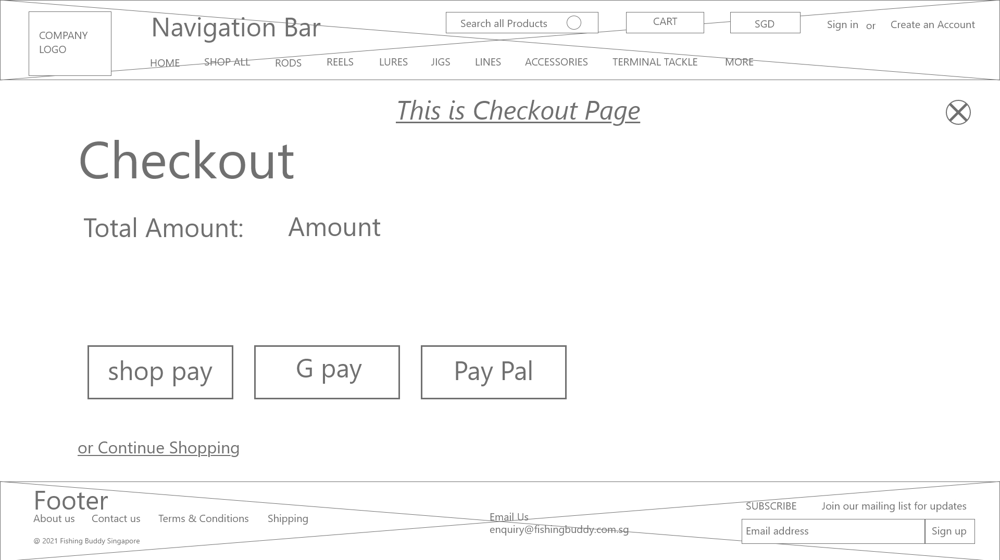 COMPANY
LOGO
Navigation Bar
Search all Products
CART
SGD
Sign in or Create an Account
HOME SHOP ALL RODS REELS LURES JIGS LINES ACCESSORIES TERMINAL TACKLE MORE
This is Checkout Page
Checkout
Total Amount: Amount
shop pay
G pay
Pay Pal
or Continue Shopping
Footer
About us Contact us Terms & Conditions Shipping
@ 2021 Fishing Buddy Singapore
Email Us
enquiry@fishingbuddy.com.sg
SUBSCRIBE Join our mailing list for updates
Email address Sign up